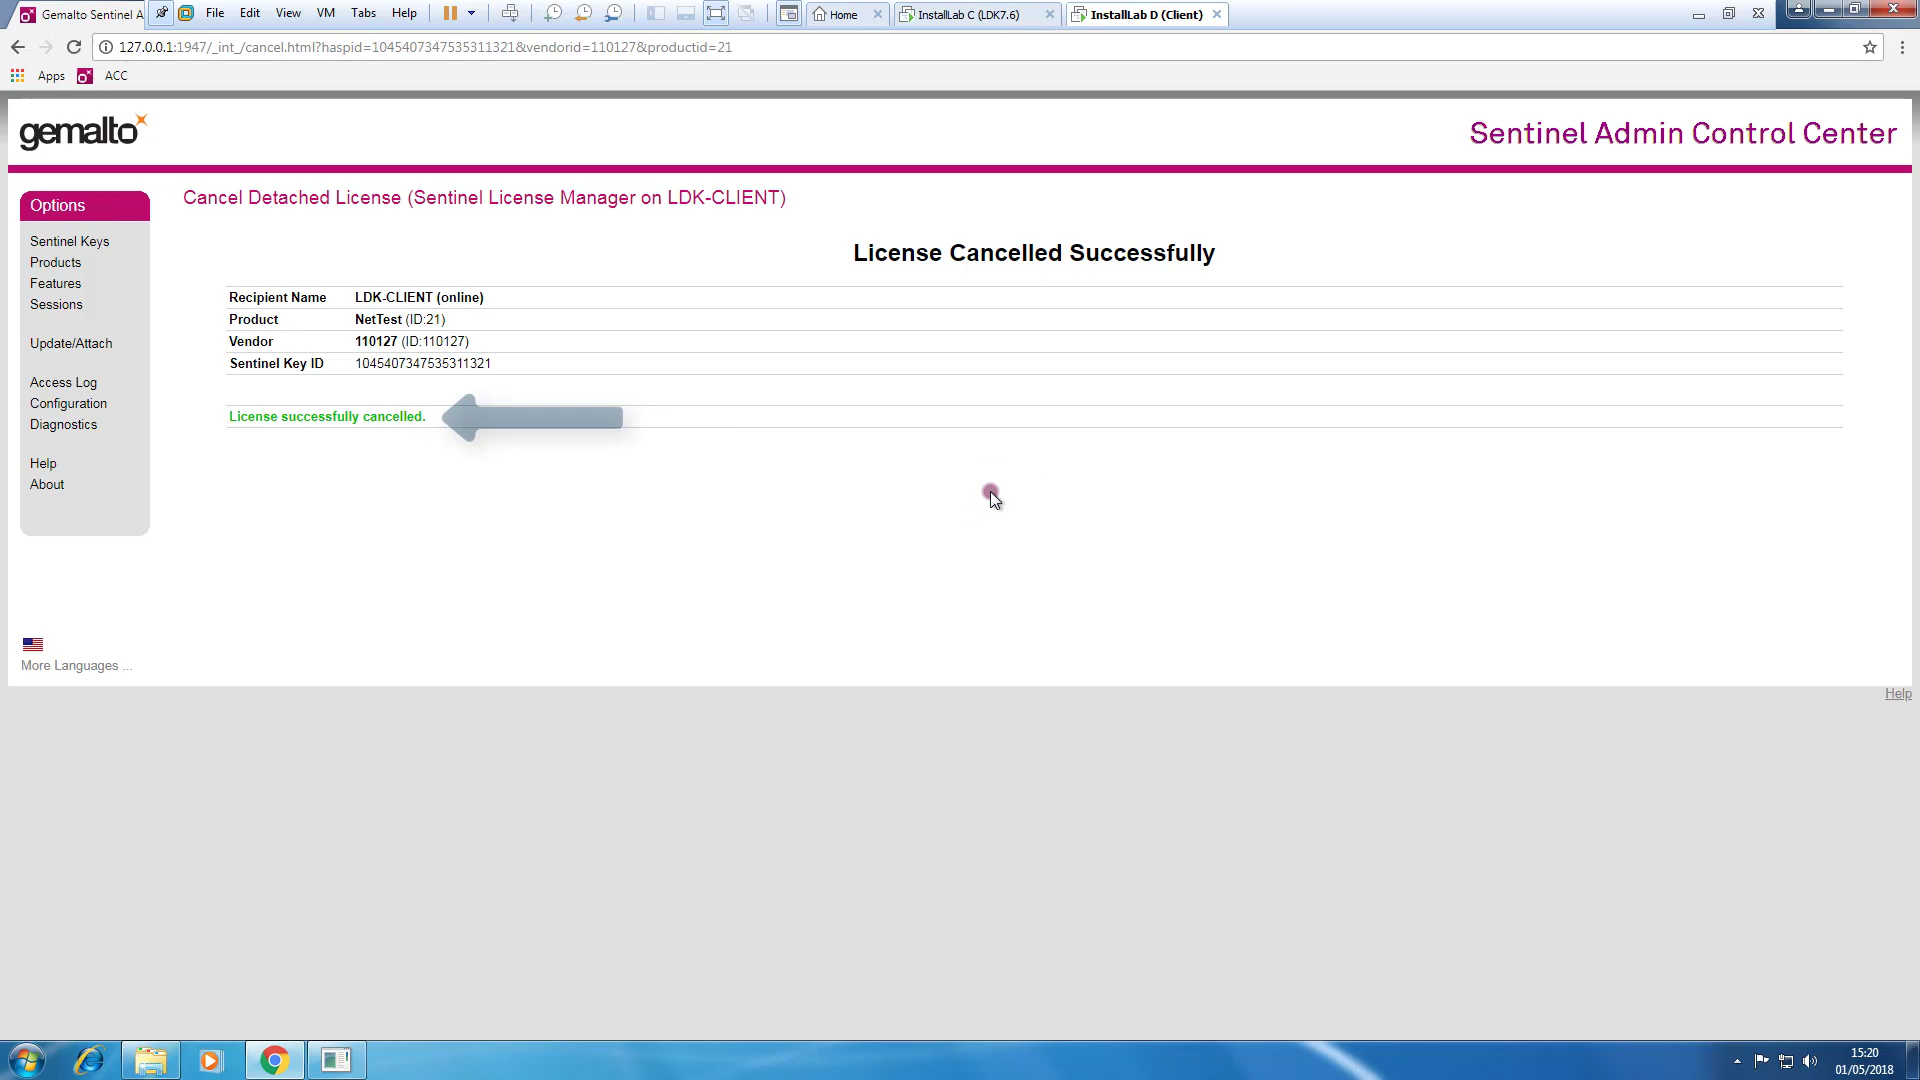 Gemalto Sentinel A
File Edit View VM Tabs Help
Home
InstallLab C (LDK7.6)
InstallLab D (Client)
127.0.0.1:1947/_int_/cancel.html?haspid=1045407347535311321&vendorid=110127&productid=21
Apps ACC
gemalto
Sentinel Admin Control Center
Options
Sentinel Keys
Products
Features
Sessions
Update/Attach
Access Log
Configuration
Diagnostics
Help
About
More Languages ...
Cancel Detached License (Sentinel License Manager on LDK-CLIENT)
License Cancelled Successfully
Recipient Name LDK-CLIENT (online)
Product NetTest (ID:21)
Vendor 110127 (ID:110127)
Sentinel Key ID 1045407347535311321
License successfully cancelled.
Help
15:20
01/05/2018